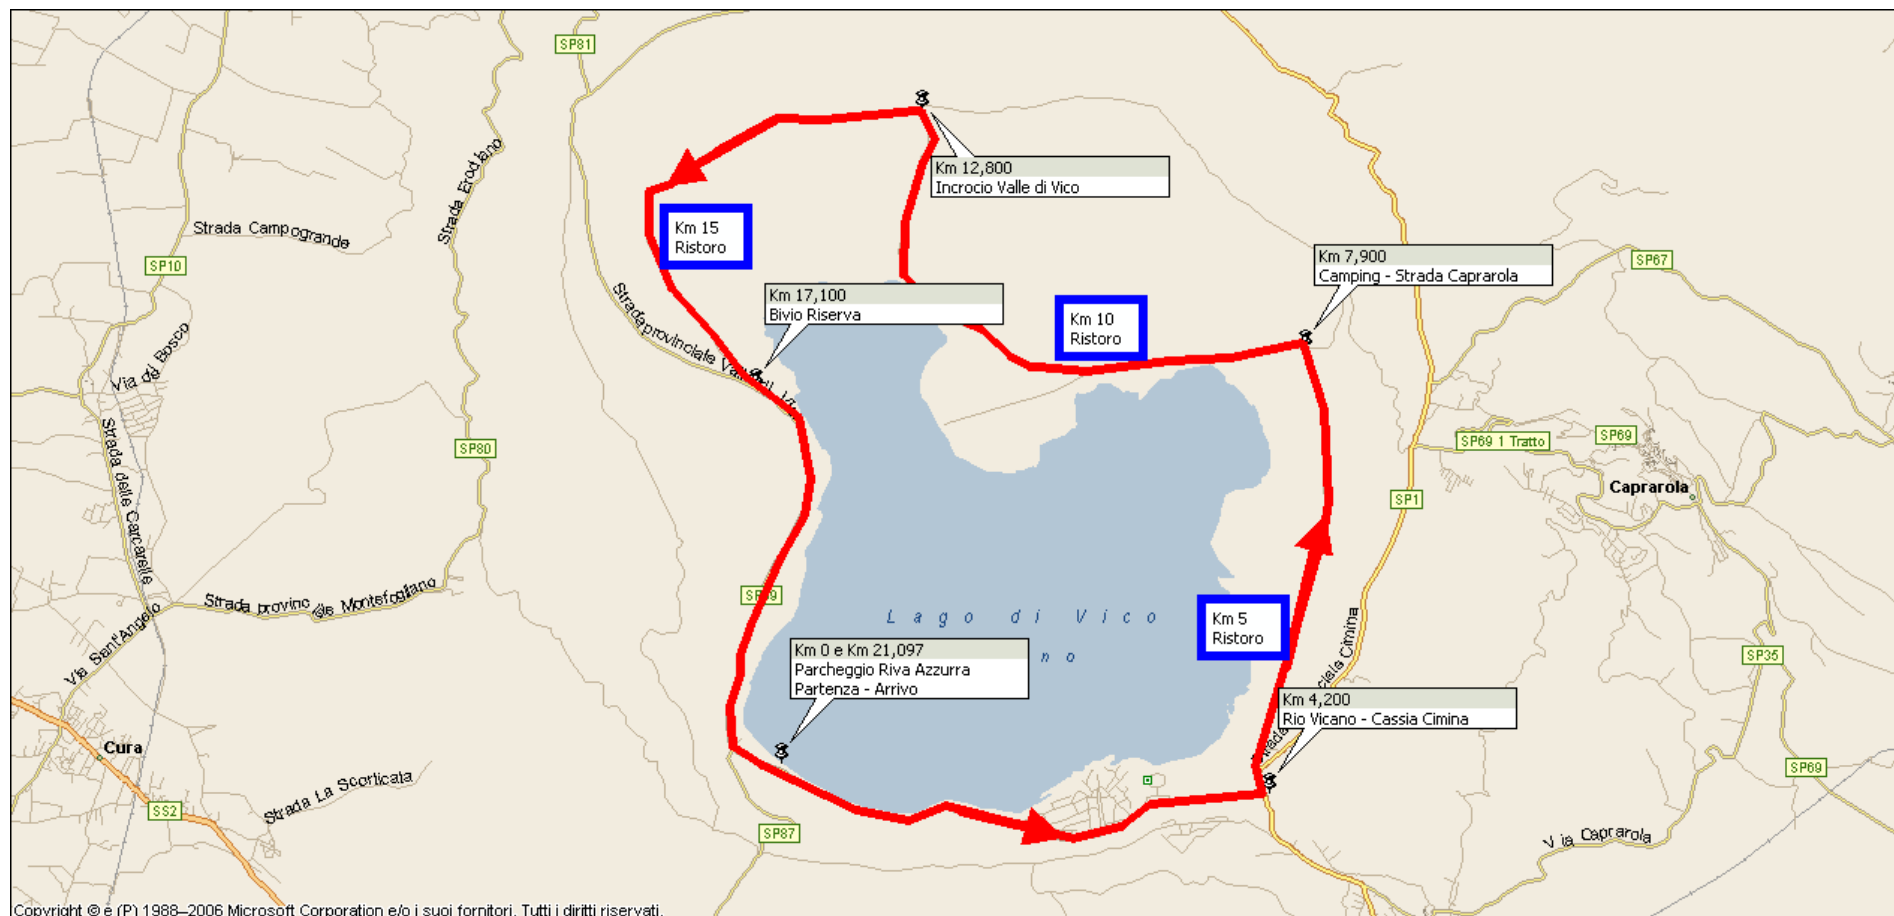 SP81
Strada Erodiano
Km 12,800
Incrocio Valle di Vico
Strada Campogrande
Km 15
Ristoro
SP10
Km 7,900
Camping - Strada Caprarola
SP67
Km 17,100
Bivio Riserva
Km 10
Ristoro
Via del Bosco
Strada provinciale
Strada delle Carcarelle
SP80
SP69 1 Tratto
SP69
Caprarola
SP1
Strada provinc
le Montefogliano
Via Sant'Angelo
Lago di Vico
no
Km 5
Ristoro
Km 0 e Km 21,097
Parcheggio Riva Azzurra
Partenza - Arrivo
SP35
Km 4,200
Rio Vicano - Cassia Cimina
Cura
SS2
Strada La Scorticata
SP87
SP69
Via Caprarola
Copyright © e (P) 1988–2006 Microsoft Corporation e/o i suoi fornitori. Tutti i diritti riservati.